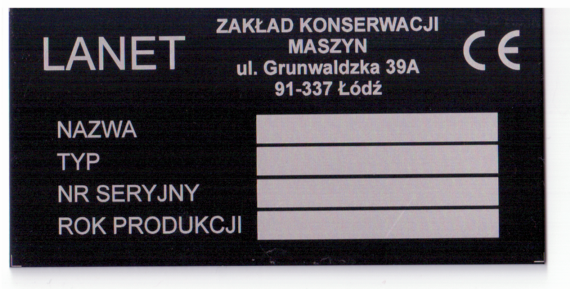 LANET
ZAKŁAD KONSERWACJI
MASZYN
ul. Grunwaldzka 39A
91-337 Łódź
CE
NAZWA
TYP
NR SERYJNY
ROK PRODUKCJI